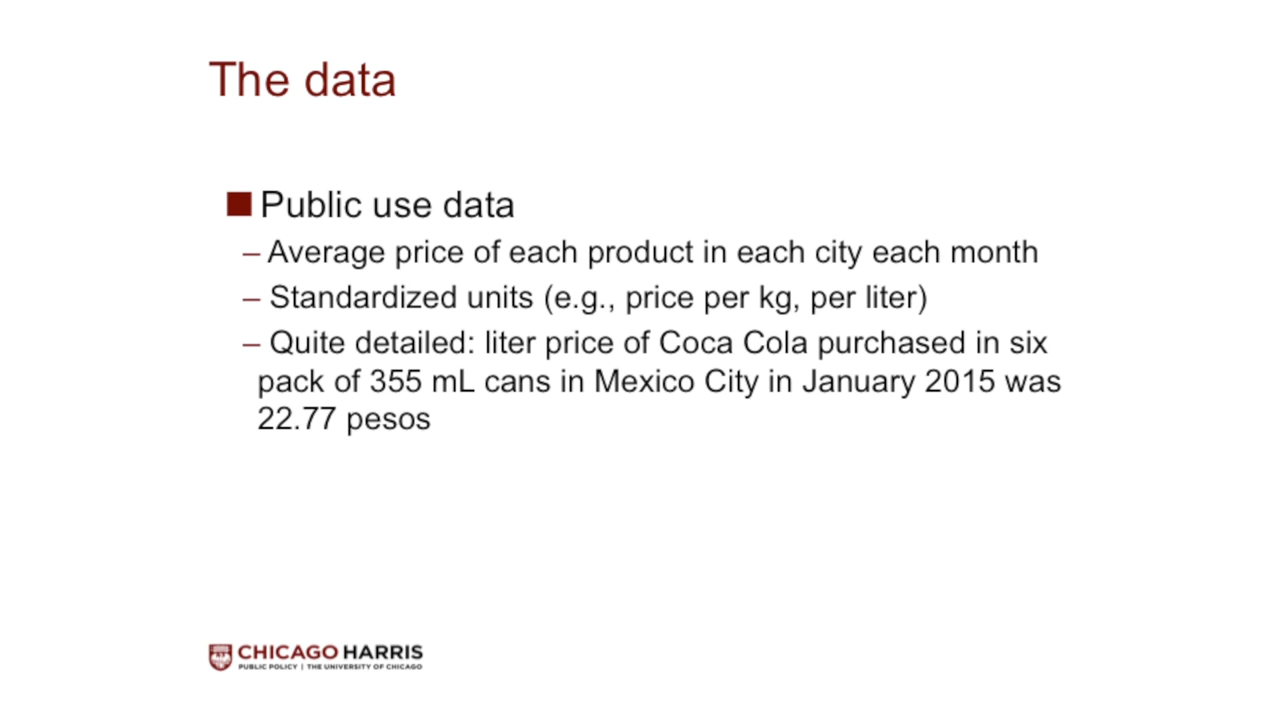 The data
■ Public use data
– Average price of each product in each city each month
– Standardized units (e.g., price per kg, per liter)
– Quite detailed: liter price of Coca Cola purchased in six
pack of 355 mL cans in Mexico City in January 2015 was
22.77 pesos
CHICAGO HARRIS
PUBLIC POLICY | THE UNIVERSITY OF CHICAGO